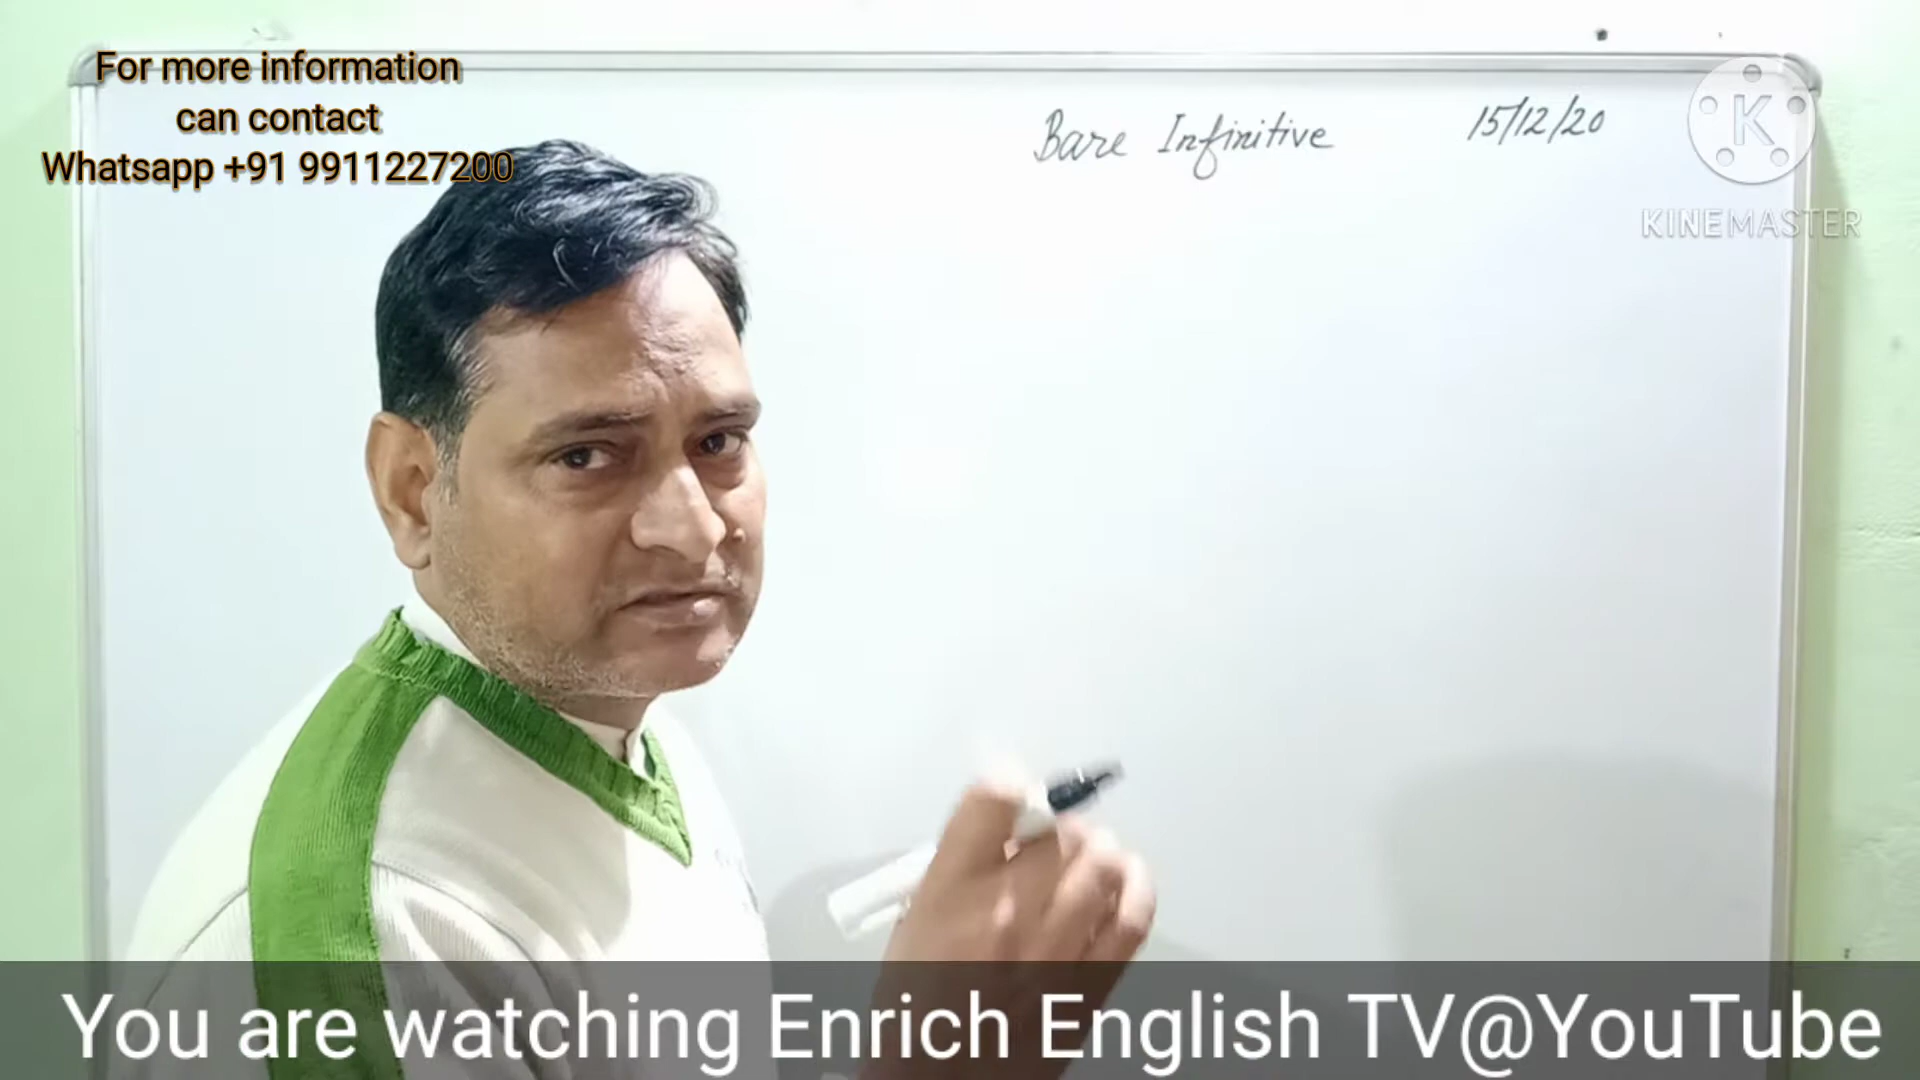 For more information
can contact
Whatsapp +91 9911227200
Bare Infinitive 15/12/20
K
KINEMASTER
You are watching Enrich English TV@YouTube